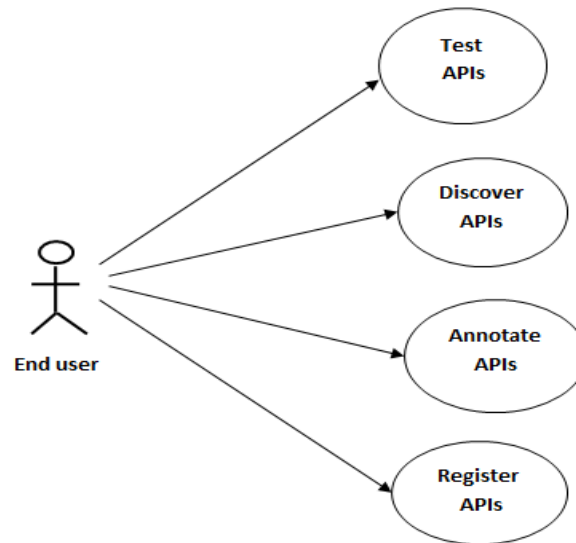 Test
APIs
Discover
APIs
End user
Annotate
APIs
Register
APIs